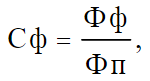 Сф = Фф / Фп,